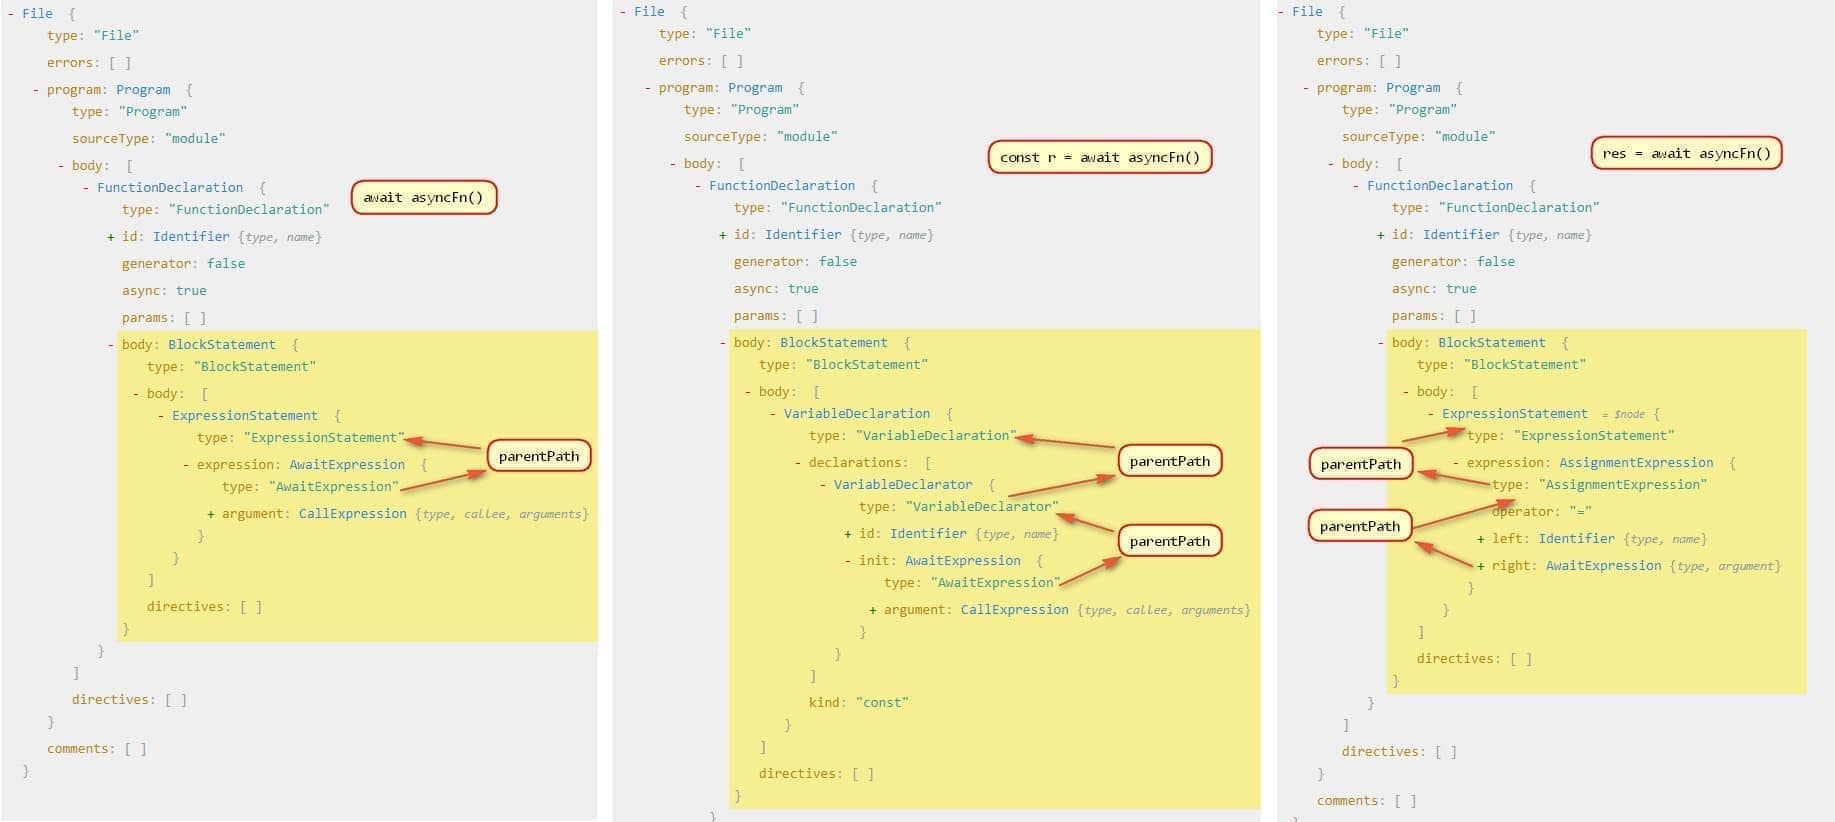 - File {
type: "File"
errors: [ ]
- program: Program {
type: "Program"
sourceType: "module"
- body: [
- FunctionDeclaration {
await asyncFn()
type: "FunctionDeclaration"
+ id: Identifier {type, name}
generator: false
async: true
params: [ ]
- body: BlockStatement {
type: "BlockStatement"
- body: [
- ExpressionStatement {
type: "ExpressionStatement"
parentPath
- expression: AwaitExpression {
type: "AwaitExpression"
+ argument: CallExpression {type, callee, arguments}
}
}
]
directives: [ ]
}
}
]
directives: [ ]
}
comments: [ ]
}
- File {
type: "File"
errors: [ ]
- program: Program {
type: "Program"
sourceType: "module"
const r = await asyncFn()
- body: [
- FunctionDeclaration {
type: "FunctionDeclaration"
+ id: Identifier {type, name}
generator: false
async: true
params: [ ]
- body: BlockStatement {
type: "BlockStatement"
- body: [
- VariableDeclaration {
type: "VariableDeclaration"
parentPath
- declarations: [
- VariableDeclarator {
type: "VariableDeclarator"
+ id: Identifier {type, name}
parentPath
- init: AwaitExpression {
type: "AwaitExpression"
+ argument: CallExpression {type, callee, arguments}
}
}
]
kind: "const"
}
]
directives: [ ]
}
}
- File {
type: "File"
errors: [ ]
- program: Program {
type: "Program"
sourceType: "module"
res = await asyncFn()
- body: [
- FunctionDeclaration {
type: "FunctionDeclaration"
+ id: Identifier {type, name}
generator: false
async: true
params: [ ]
- body: BlockStatement {
type: "BlockStatement"
- body: [
- ExpressionStatement = $node {
type: "ExpressionStatement"
parentPath
- expression: AssignmentExpression {
type: "AssignmentExpression"
operator: "="
parentPath
+ left: Identifier {type, name}
+ right: AwaitExpression {type, argument}
}
}
]
directives: [ ]
}
}
]
directives: [ ]
}
comments: [ ]
}